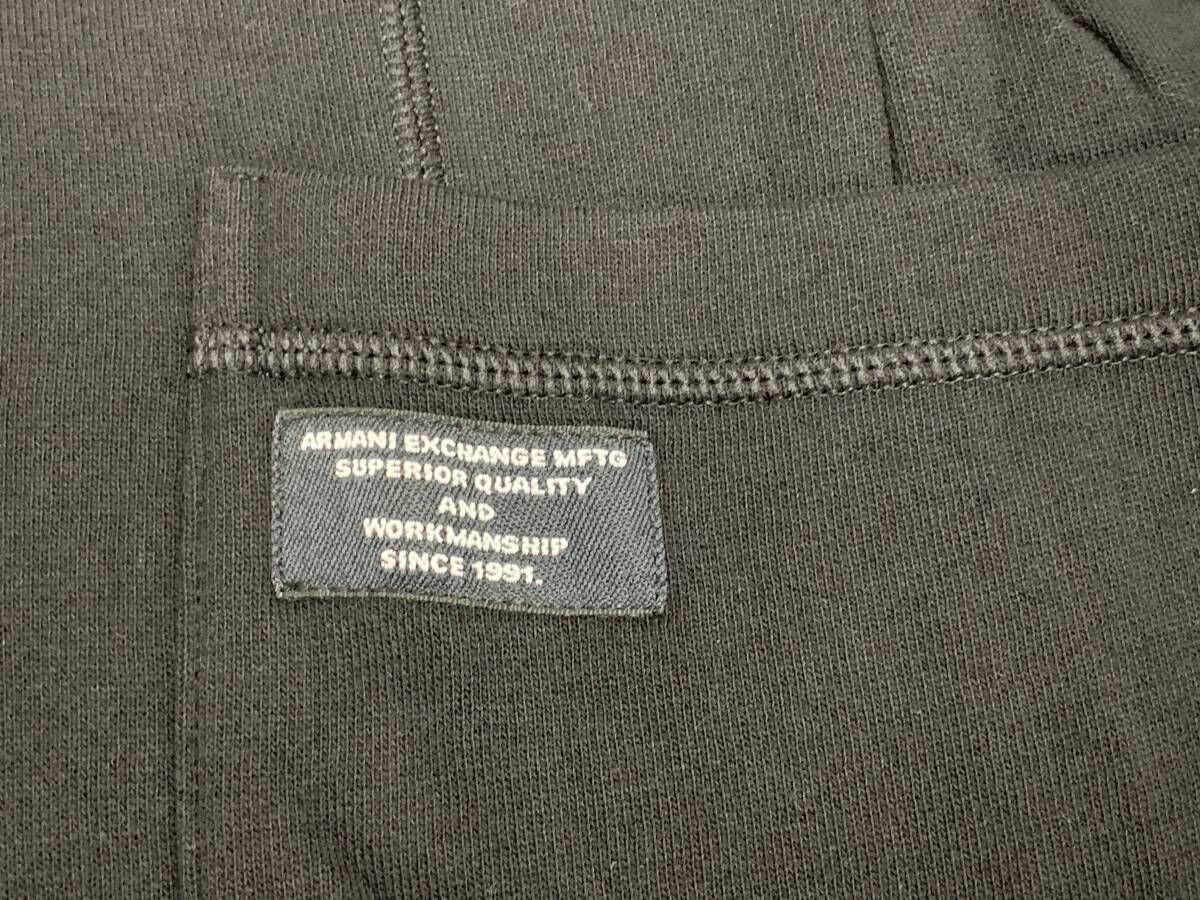 ARMANI EXCHANGE MFTG
SUPERIOR QUALITY
AND
WORKMANSHIP
SINCE 1991.